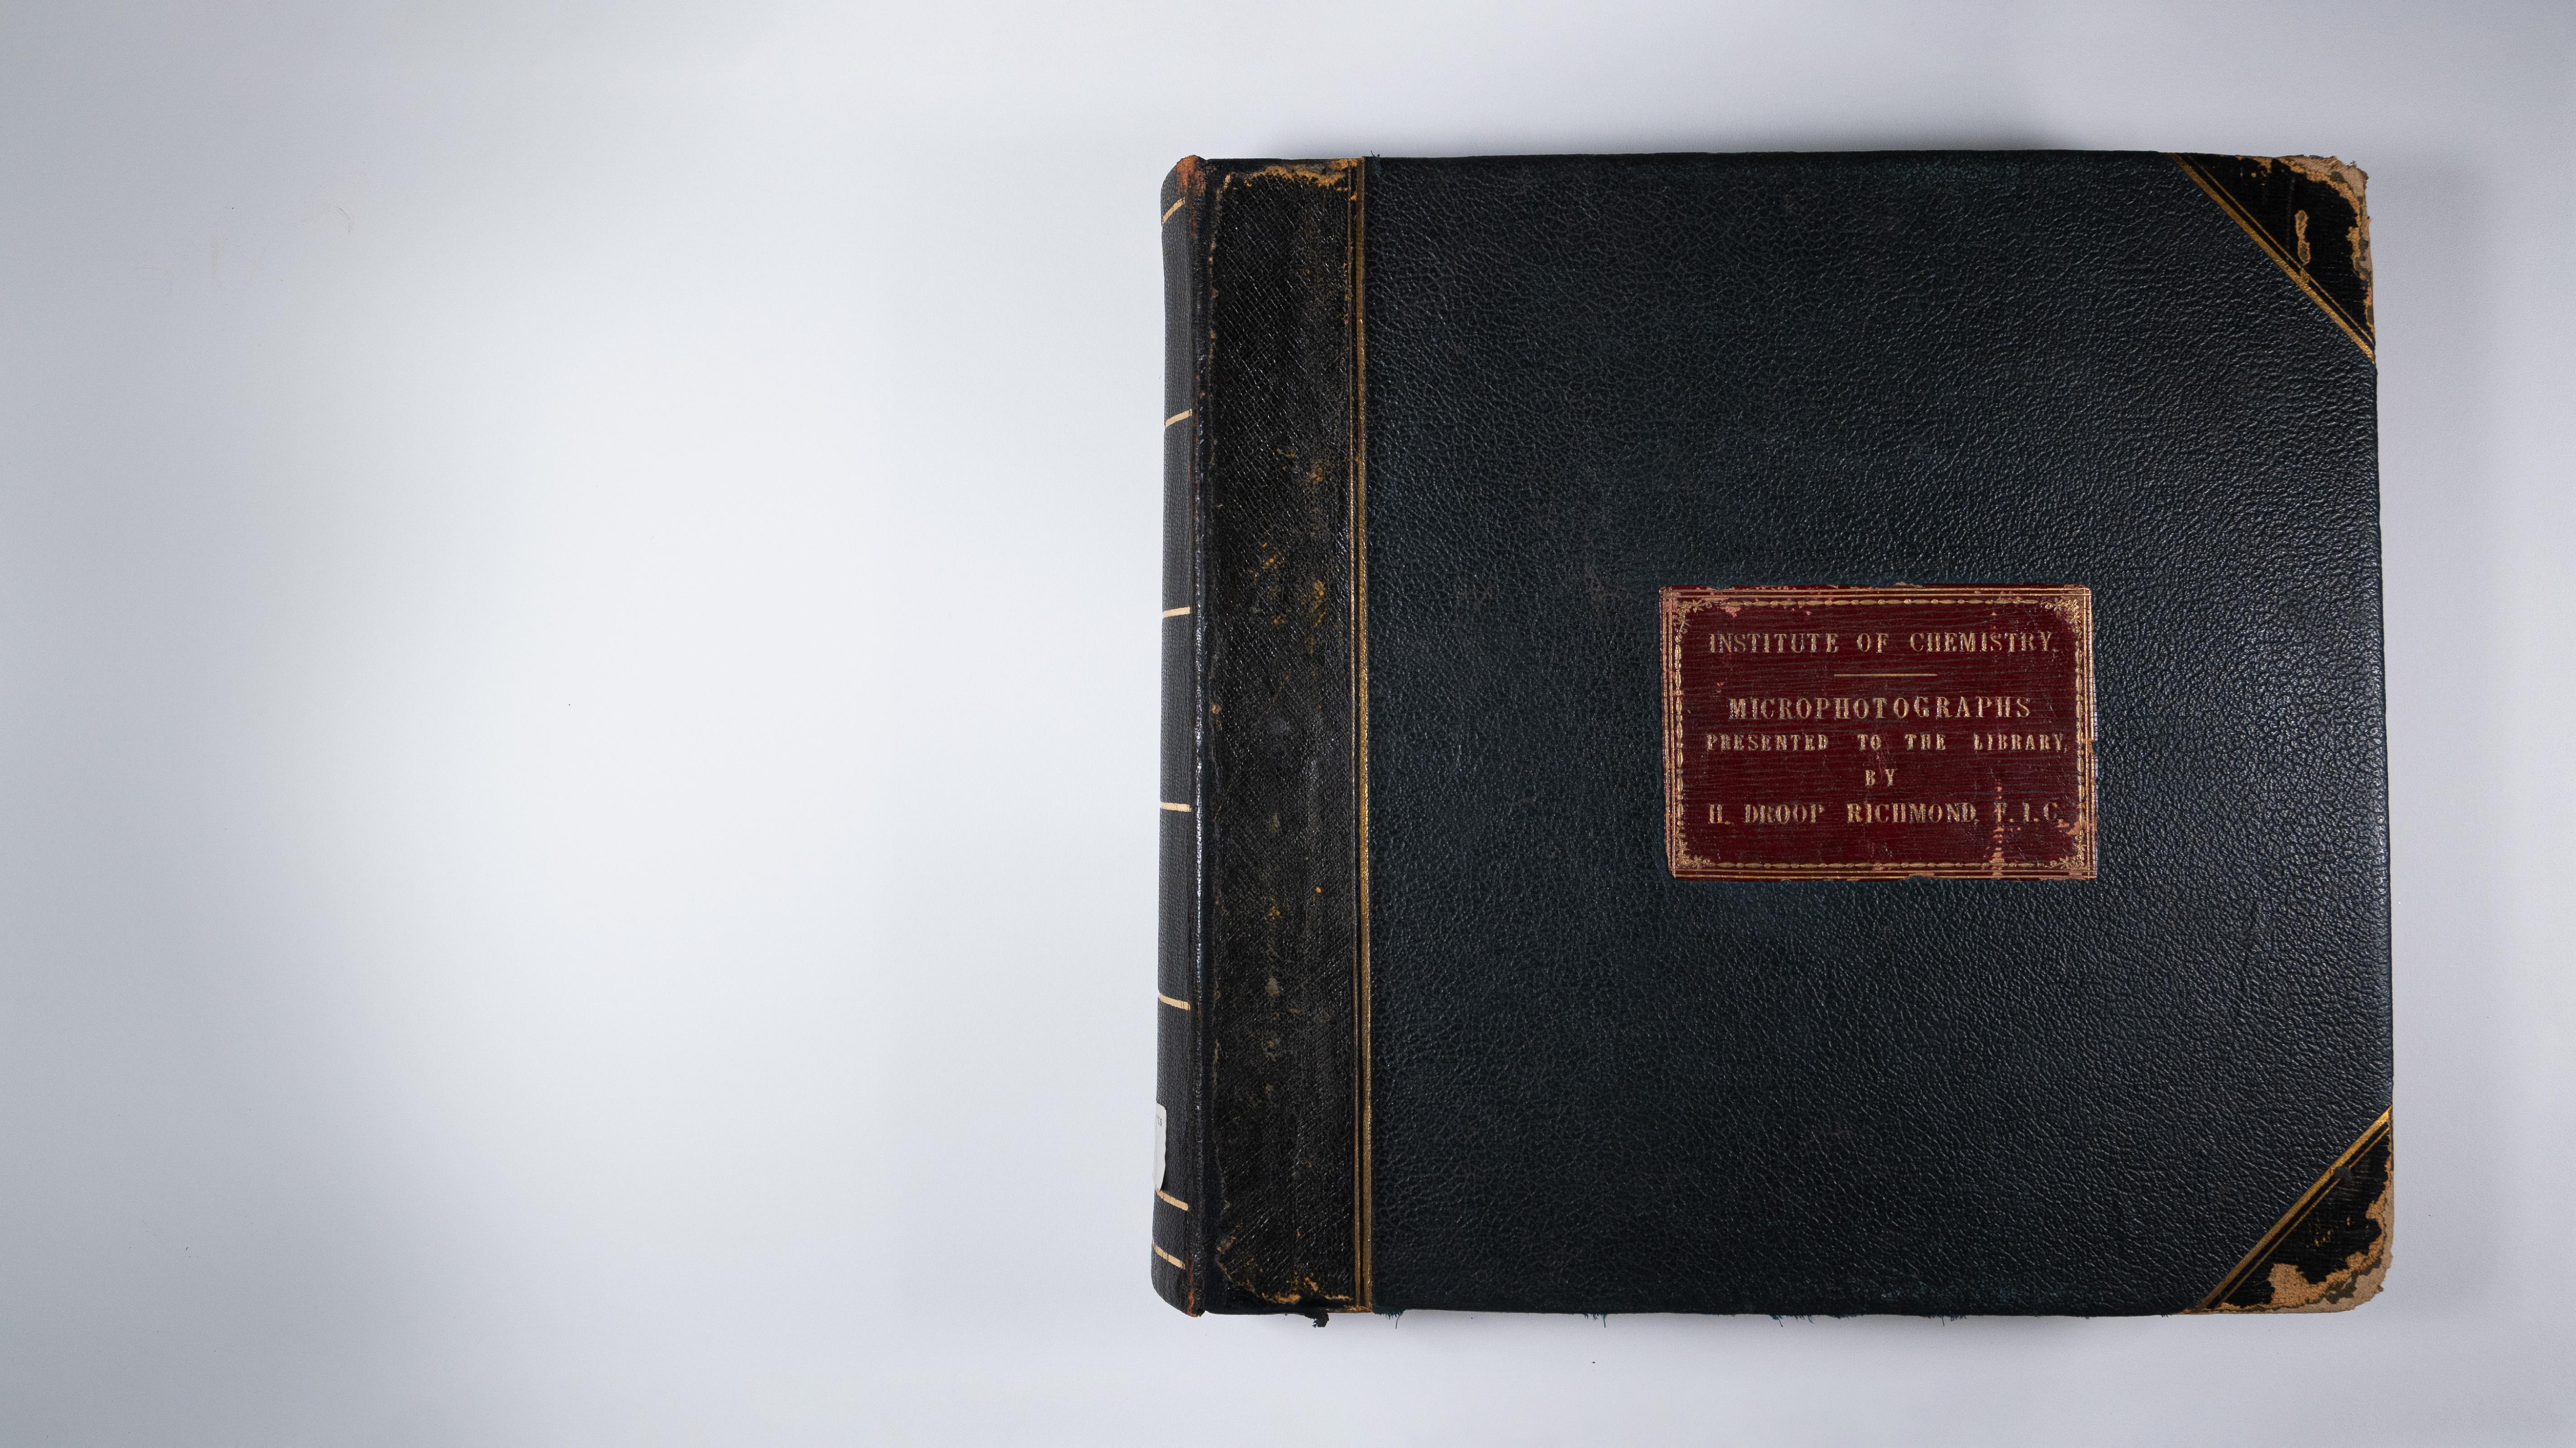 INSTITUTE OF CHEMISTRY.
MICROPHOTOGRAPHS
PRESENTED TO THE LIBRARY,
BY
H. DROOP RICHMOND, F. I. C.